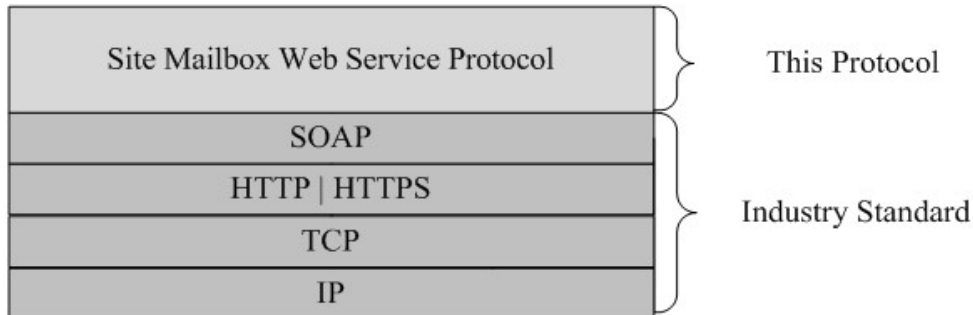 Site Mailbox Web Service Protocol
This Protocol
SOAP
HTTP | HTTPS
TCP
IP
Industry Standard